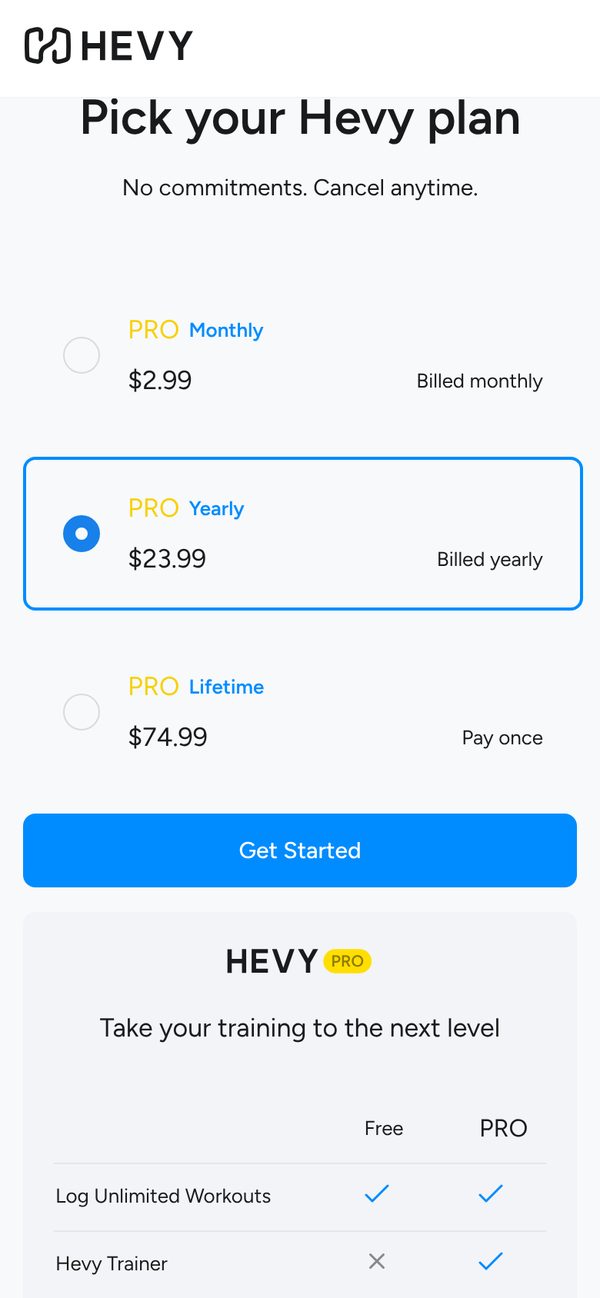 HEVY
Pick your Hevy plan
No commitments. Cancel anytime.
PRO Monthly
$2.99 Billed monthly
PRO Yearly
$23.99 Billed yearly
PRO Lifetime
$74.99 Pay once
Get Started
HEVY PRO
Take your training to the next level
Free PRO
Log Unlimited Workouts
Hevy Trainer